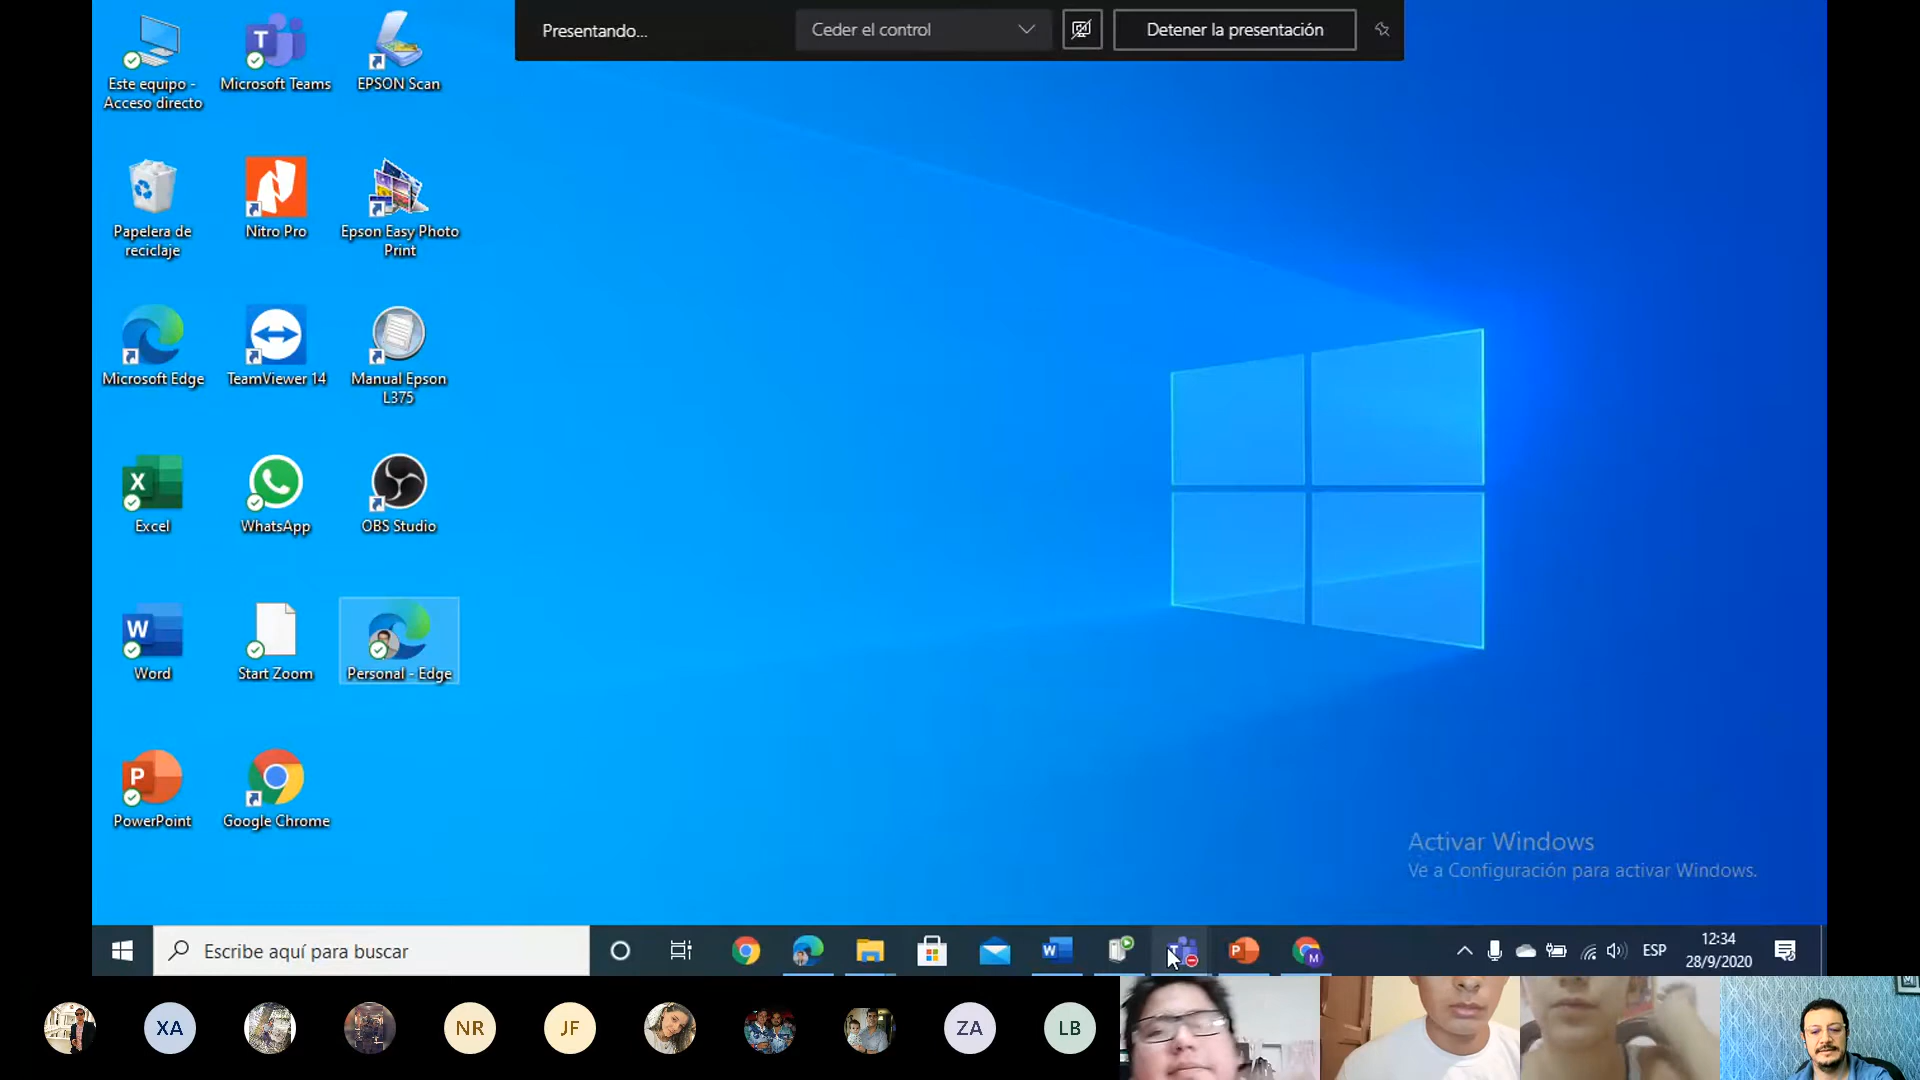 Presentando...
Ceder el control
Detener la presentación
Este equipo -
Acceso directo
Microsoft Teams
EPSON Scan
Papelera de
reciclaje
Nitro Pro
Epson Easy Photo
Print
Microsoft Edge
TeamViewer 14
Manual Epson
L375
Excel
WhatsApp
OBS Studio
Word
Start Zoom
Personal - Edge
PowerPoint
Google Chrome
Activar Windows
Ve a Configuración para activar Windows.
Escribe aquí para buscar
ESP
12:34
28/9/2020
XA
NR
JF
ZA
LB